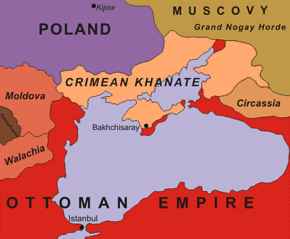 Kijow
POLAND
MUSCOVY
Grand Nogay Horde
CRIMEAN KHANATE
Moldova
Circassia
Bakhchisaray
Walachia
OTTOMAN EMPIRE
Istanbul